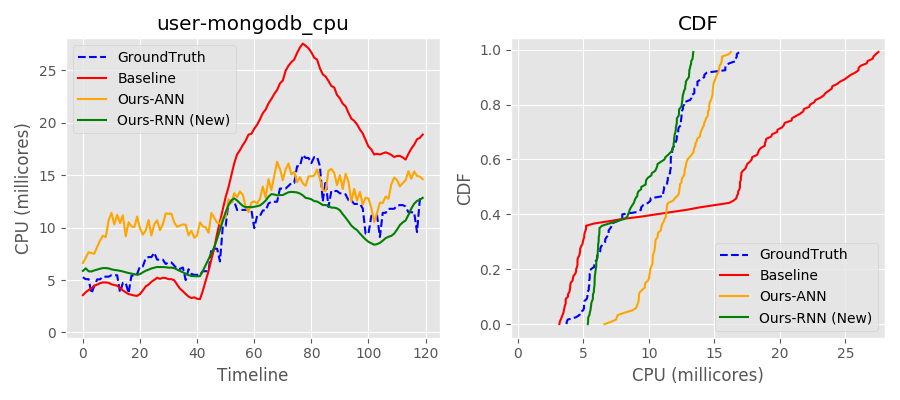 user-mongodb_cpu
CPU (millicores)
25
20
15
10
5
0
GroundTruth
Baseline
Ours-ANN
Ours-RNN (New)
0 20 40 60 80 100 120
Timeline
CDF
CDF
1.0
0.8
0.6
0.4
0.2
0.0
GroundTruth
Baseline
Ours-ANN
Ours-RNN (New)
0 5 10 15 20 25
CPU (millicores)